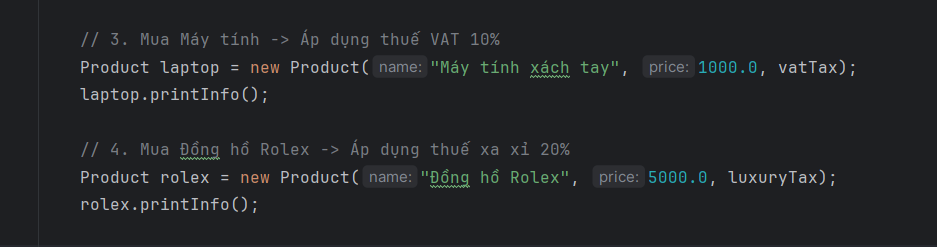 // 3. Mua Máy tính -> Áp dụng thuế VAT 10%
Product laptop = new Product( name: "Máy tính xách tay", price: 1000.0, vatTax);
laptop.printInfo();
// 4. Mua Đồng hồ Rolex -> Áp dụng thuế xa xỉ 20%
Product rolex = new Product( name: "Đồng hồ Rolex", price: 5000.0, luxuryTax);
rolex.printInfo();